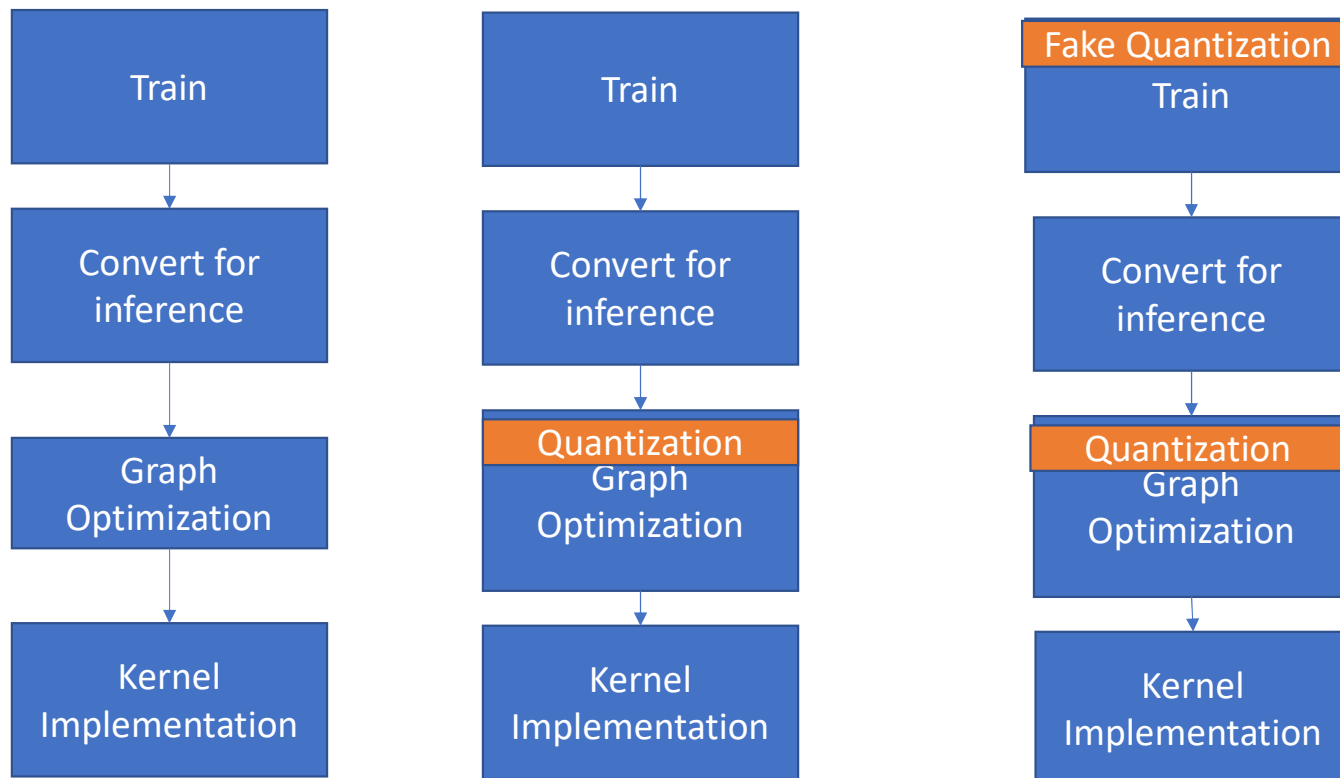 Train
Convert for
inference
Graph
Optimization
Kernel
Implementation
Train
Convert for
inference
Quantization
Graph
Optimization
Kernel
Implementation
Fake Quantization
Train
Convert for
inference
Quantization
Graph
Optimization
Kernel
Implementation